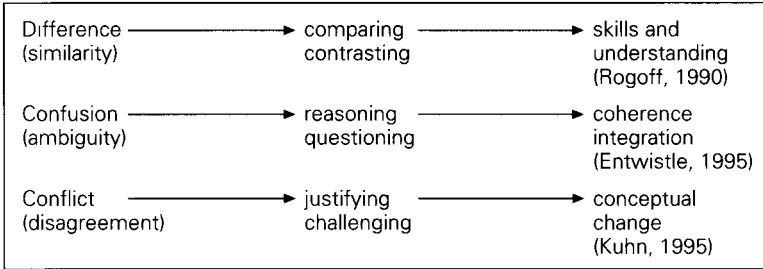 Difference comparing skills and
(similarity) contrasting understanding
(Rogoff, 1990)
Confusion reasoning coherence
(ambiguity) questioning integration
(Entwistle, 1995)
Conflict justifying conceptual
(disagreement) challenging change
(Kuhn, 1995)